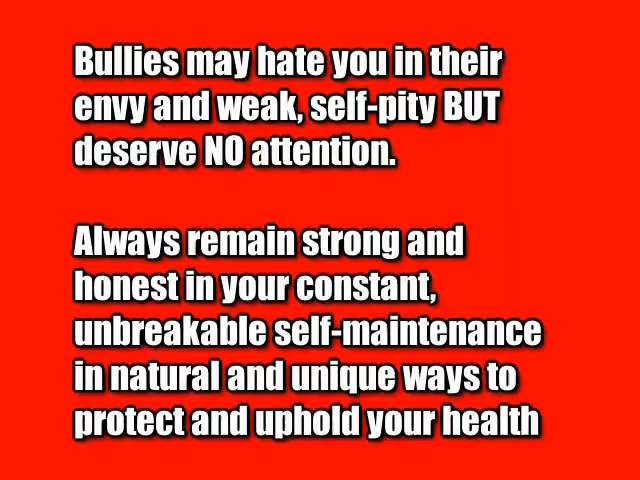 Bullies may hate you in their
envy and weak, self-pity BUT
deserve NO attention.
Always remain strong and
honest in your constant,
unbreakable self-maintenance
in natural and unique ways to
protect and uphold your health